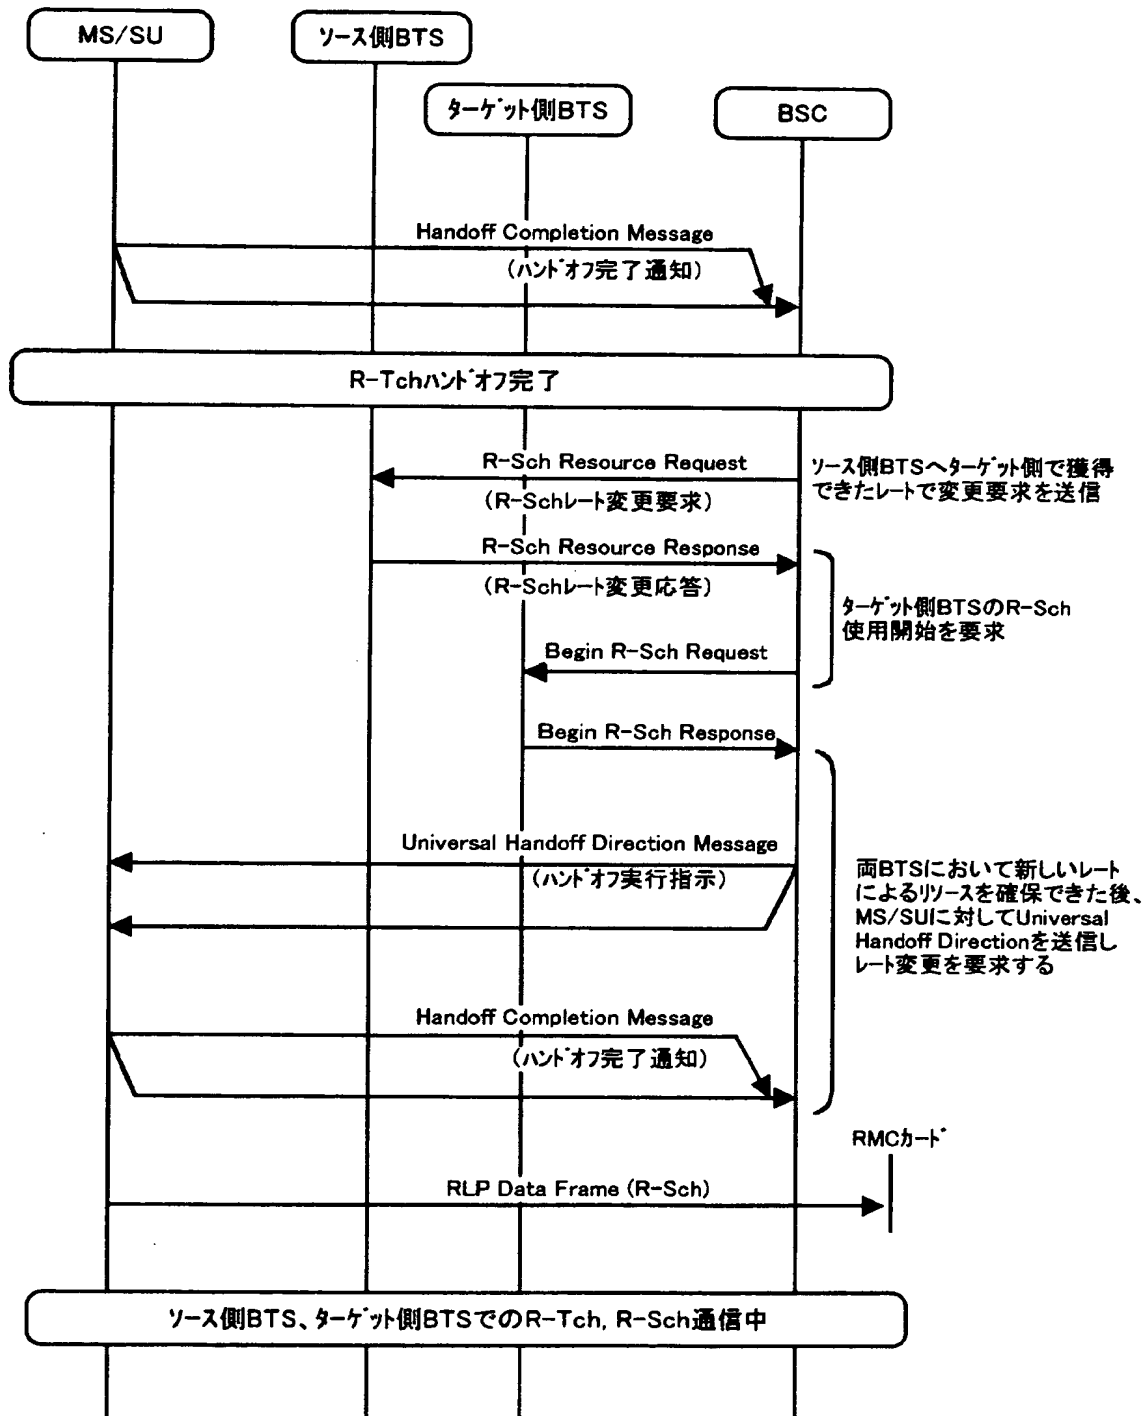 MS/SU
ソース側BTS
ターゲット側BTS
BSC
Handoff Completion Message
(ハンドオフ完了通知)
R-Tchハンドオフ完了
R-Sch Resource Request
(R-Schレート変更要求)
ソース側BTSへターゲット側で獲得
できたレートで変更要求を送信
R-Sch Resource Response
(R-Schレート変更応答)
ターゲット側BTSのR-Sch
使用開始を要求
Begin R-Sch Request
Begin R-Sch Response
Universal Handoff Direction Message
(ハンドオフ実行指示)
両BTSにおいて新しいレート
によるリソースを確保できた後、
MS/SUに対してUniversal
Handoff Directionを送信し
レート変更を要求する
Handoff Completion Message
(ハンドオフ完了通知)
RMCカード
RLP Data Frame (R-Sch)
ソース側BTS、ターゲット側BTSでのR-Tch, R-Sch通信中